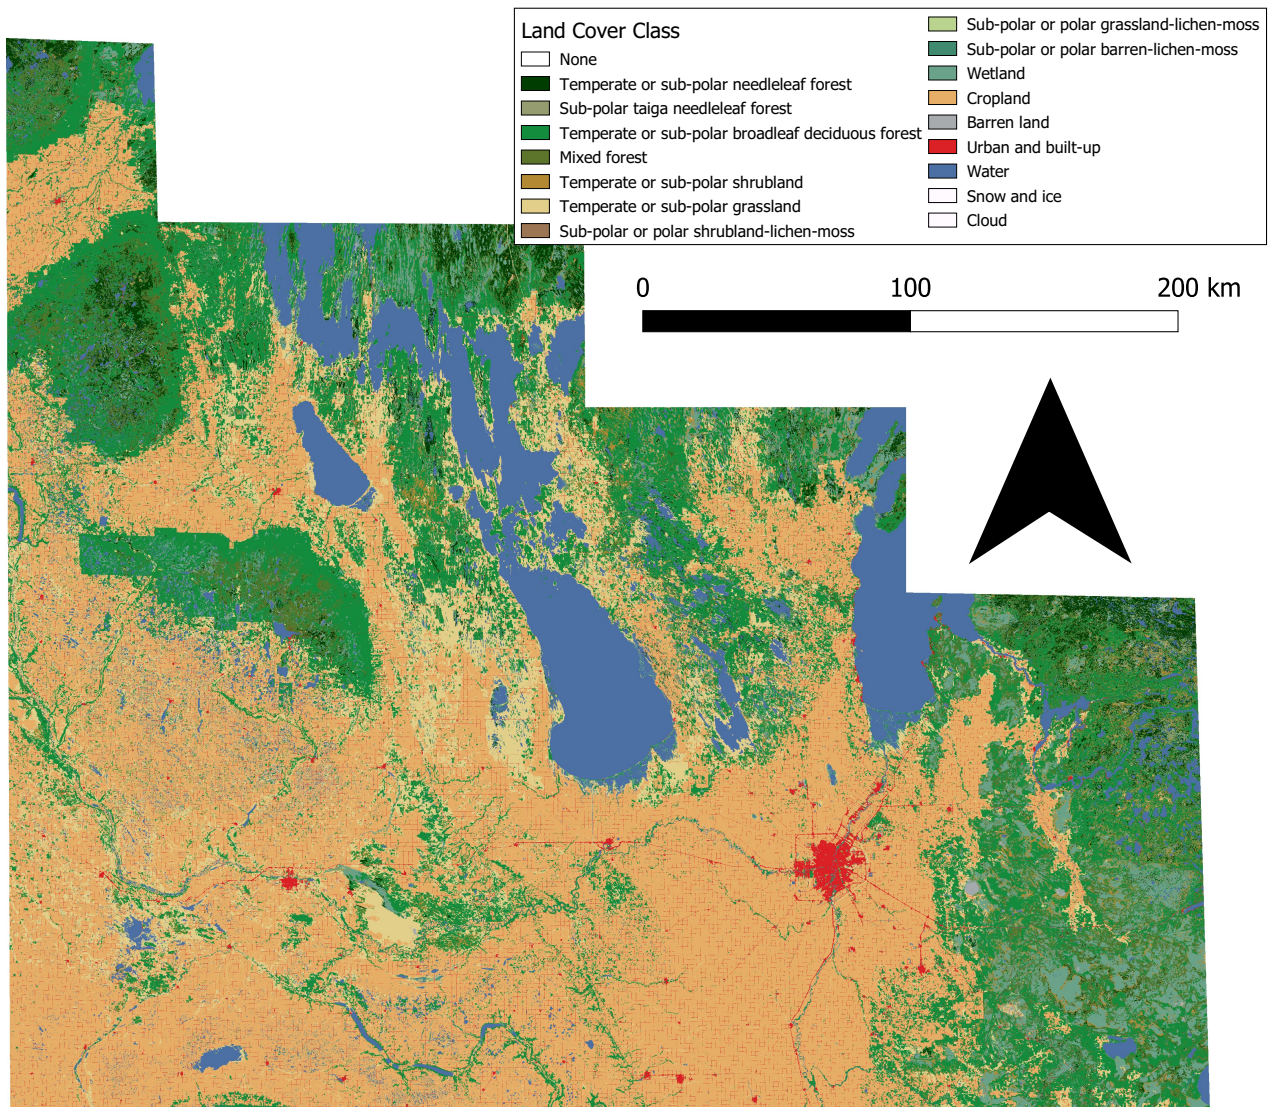 Land Cover Class
None
Temperate or sub-polar needleleaf forest
Sub-polar taiga needleleaf forest
Temperate or sub-polar broadleaf deciduous forest
Mixed forest
Temperate or sub-polar shrubland
Temperate or sub-polar grassland
Sub-polar or polar shrubland-lichen-moss
Sub-polar or polar grassland-lichen-moss
Sub-polar or polar barren-lichen-moss
Wetland
Cropland
Barren land
Urban and built-up
Water
Snow and ice
Cloud
0 100 200 km